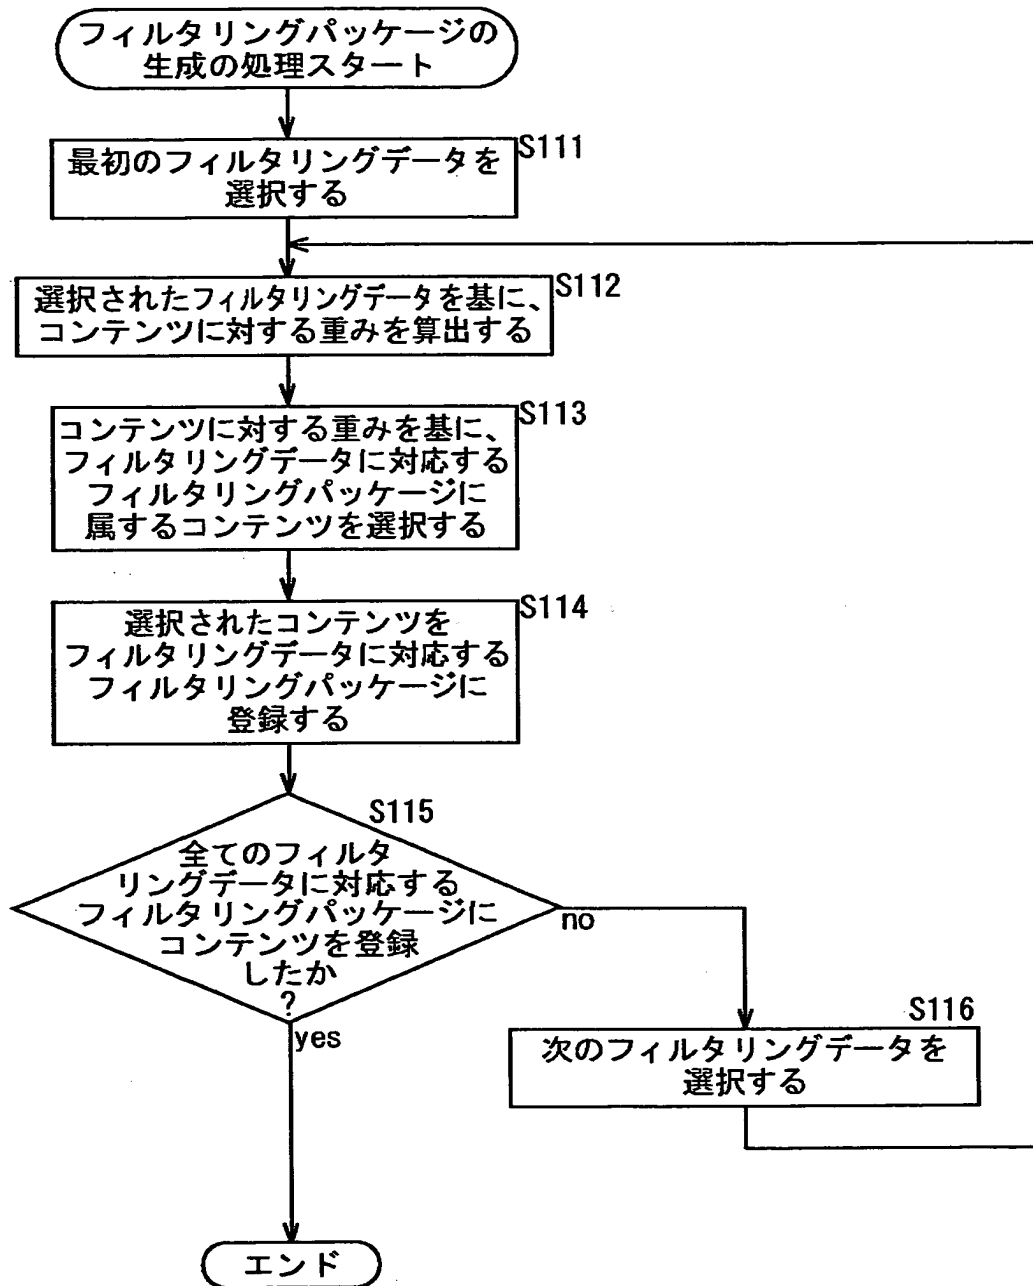 フィルタリングパッケージの
生成の処理スタート
S111
最初のフィルタリングデータを
選択する
S112
選択されたフィルタリングデータを基に、
コンテンツに対する重みを算出する
S113
コンテンツに対する重みを基に、
フィルタリングデータに対応する
フィルタリングパッケージに
属するコンテンツを選択する
S114
選択されたコンテンツを
フィルタリングデータに対応する
フィルタリングパッケージに
登録する
S115
全てのフィルタ
リングデータに対応する
フィルタリングパッケージに
コンテンツを登録
したか
?
no
yes
S116
次のフィルタリングデータを
選択する
エンド